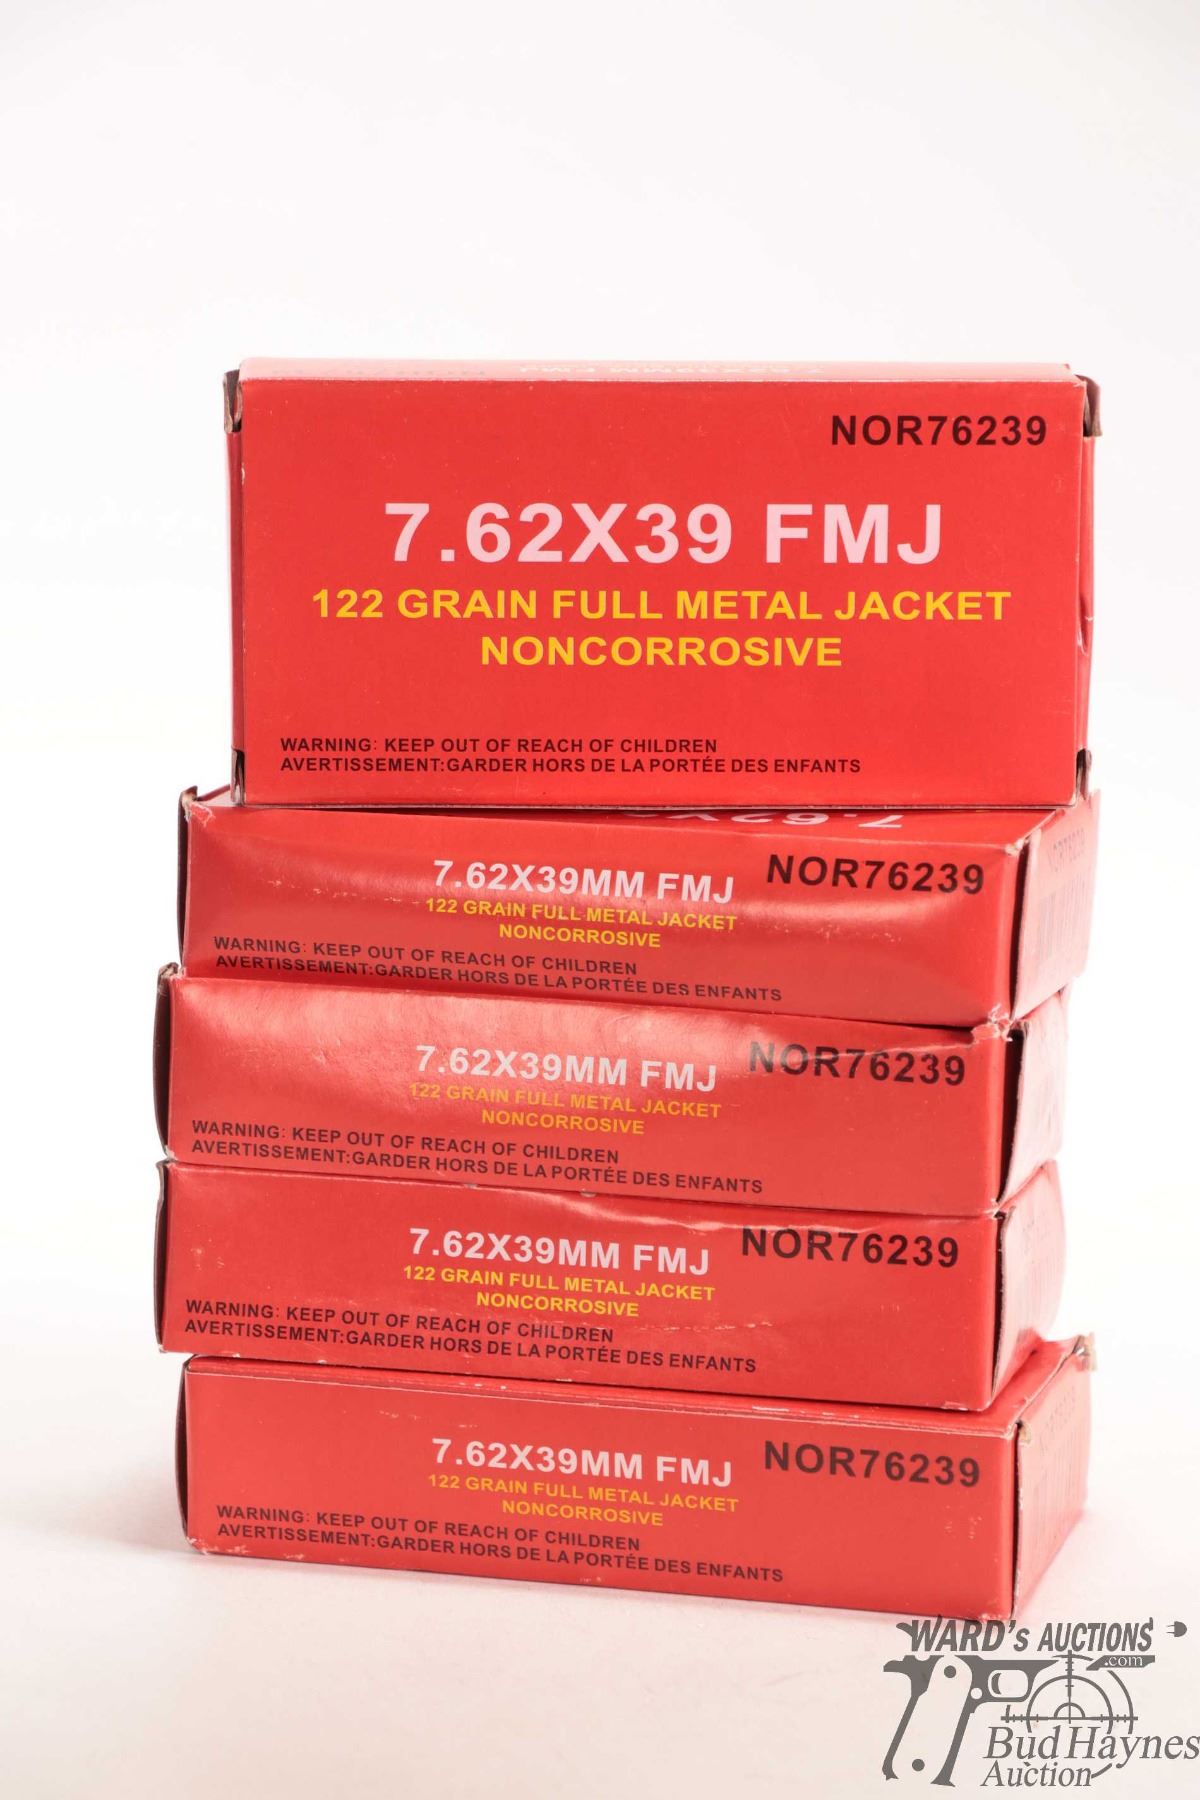 NOR76239
7.62X39 FMJ
122 GRAIN FULL METAL JACKET
NONCORROSIVE
WARNING: KEEP OUT OF REACH OF CHILDREN
AVERTISSEMENT:GARDER HORS DE LA PORTÉE DES ENFANTS
7.62X39MM FMJ NOR76239
122 GRAIN FULL METAL JACKET
NONCORROSIVE
WARNING: KEEP OUT OF REACH OF CHILDREN
AVERTISSEMENT:GARDER HORS DE LA PORTÉE DES ENFANTS
7.62X39MM FMJ NOR76239
122 GRAIN FULL METAL JACKET
NONCORROSIVE
WARNING: KEEP OUT OF REACH OF CHILDREN
AVERTISSEMENT:GARDER HORS DE LA PORTÉE DES ENFANTS
7.62X39MM FMJ NOR76239
122 GRAIN FULL METAL JACKET
NONCORROSIVE
WARNING: KEEP OUT OF REACH OF CHILDREN
AVERTISSEMENT:GARDER HORS DE LA PORTÉE DES ENFANTS
7.62X39MM FMJ NOR76239
122 GRAIN FULL METAL JACKET
NONCORROSIVE
WARNING: KEEP OUT OF REACH OF CHILDREN
AVERTISSEMENT:GARDER HORS DE LA PORTÉE DES ENFANTS
WARD's AUCTIONS
.com
Bud Haynes
Auction